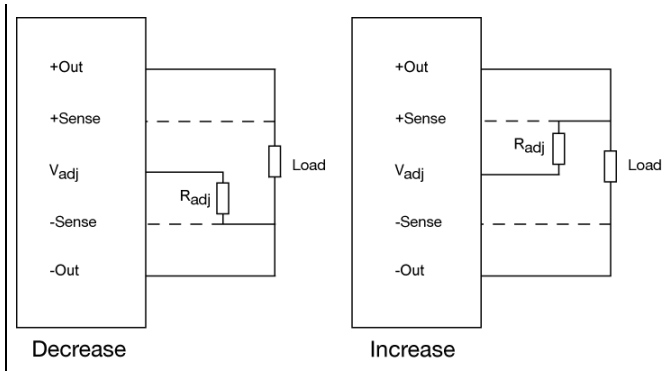 +Out
+Sense
Vadj
Radj
Load
-Sense
-Out
Decrease
+Out
+Sense
Radj
Vadj
Load
-Sense
-Out
Increase